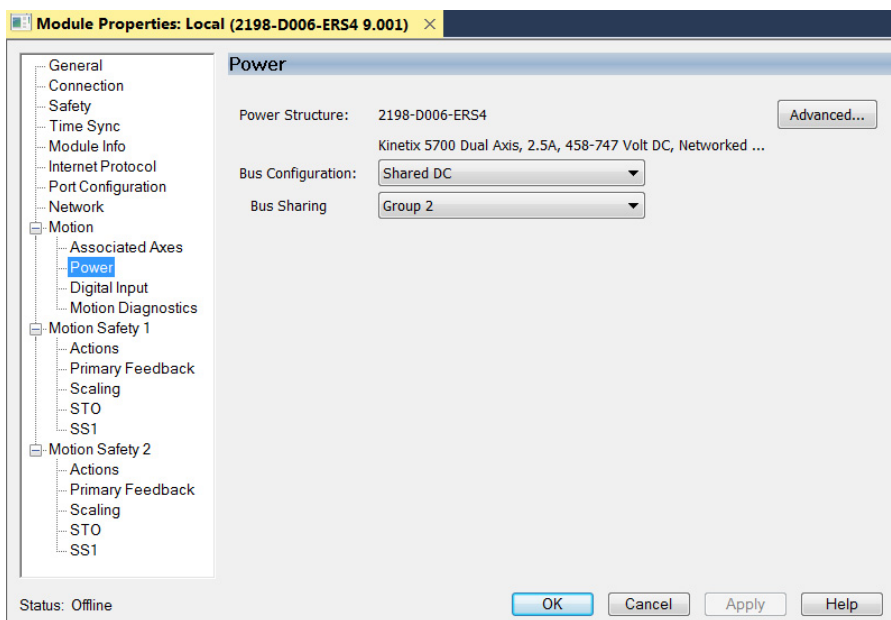 Module Properties: Local (2198-D006-ERS4 9.001)
General
Connection
Safety
Time Sync
Module Info
Internet Protocol
Port Configuration
Network
Motion
Associated Axes
Power
Digital Input
Motion Diagnostics
Motion Safety 1
Actions
Primary Feedback
Scaling
STO
SS1
Motion Safety 2
Actions
Primary Feedback
Scaling
STO
SS1
Power
Power Structure: 2198-D006-ERS4 Advanced...
Kinetix 5700 Dual Axis, 2.5A, 458-747 Volt DC, Networked ...
Bus Configuration: Shared DC
Bus Sharing Group 2
Status: Offline OK Cancel Apply Help